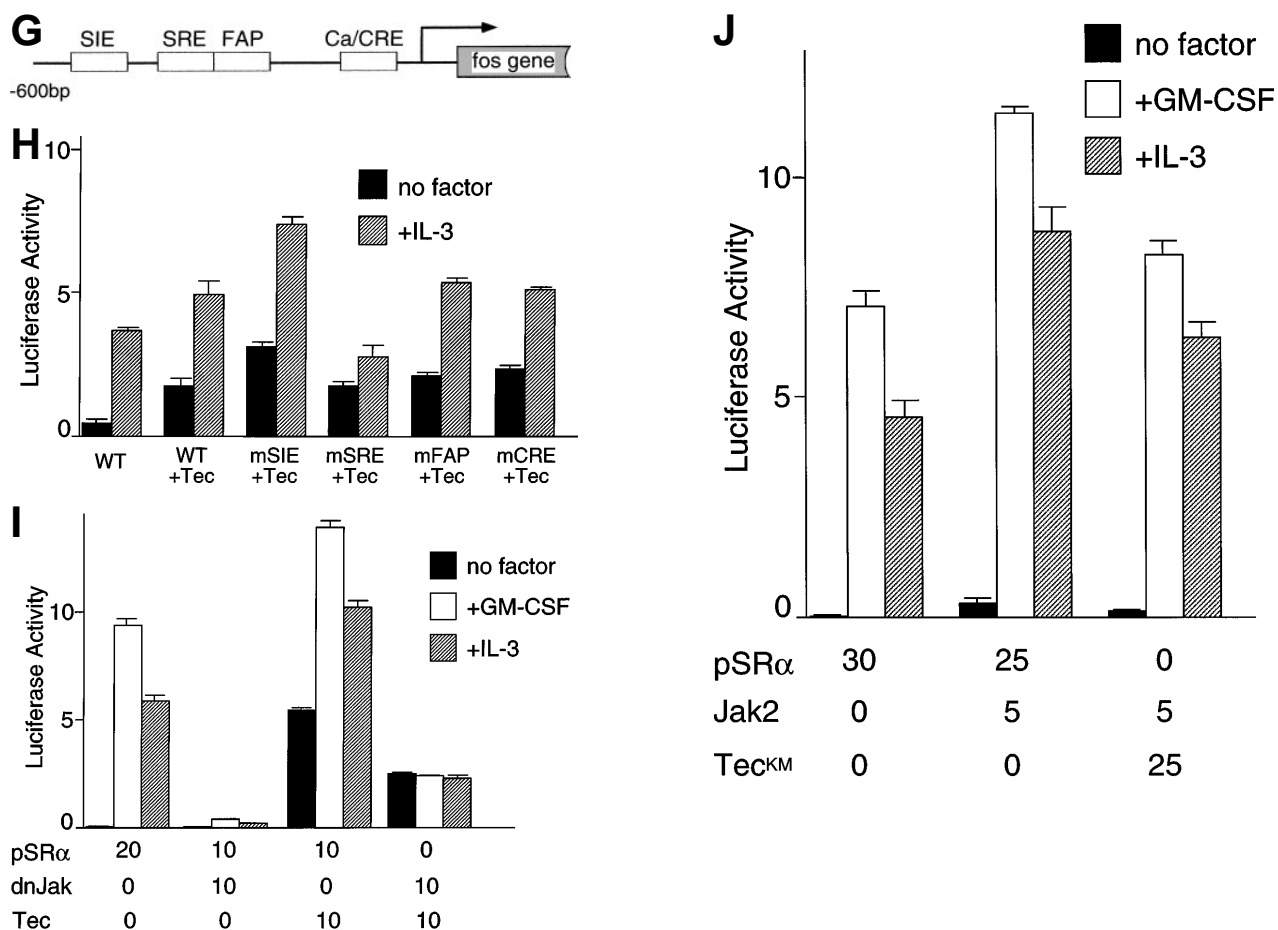 G
SIE SRE FAP Ca/CRE
fos gene
-600bp
H
10
5
0
Luciferase Activity
no factor
+IL-3
WT WT mSIE mSRE mFAP mCRE
+Tec +Tec +Tec +Tec +Tec
I
10
5
0
Luciferase Activity
no factor
+GM-CSF
+IL-3
pSRα 20 10 10 0
dnJak 0 10 0 10
Tec 0 0 10 10
J
no factor
+GM-CSF
+IL-3
10
5
0
Luciferase Activity
pSRα 30 25 0
Jak2 0 5 5
TecKM 0 0 25